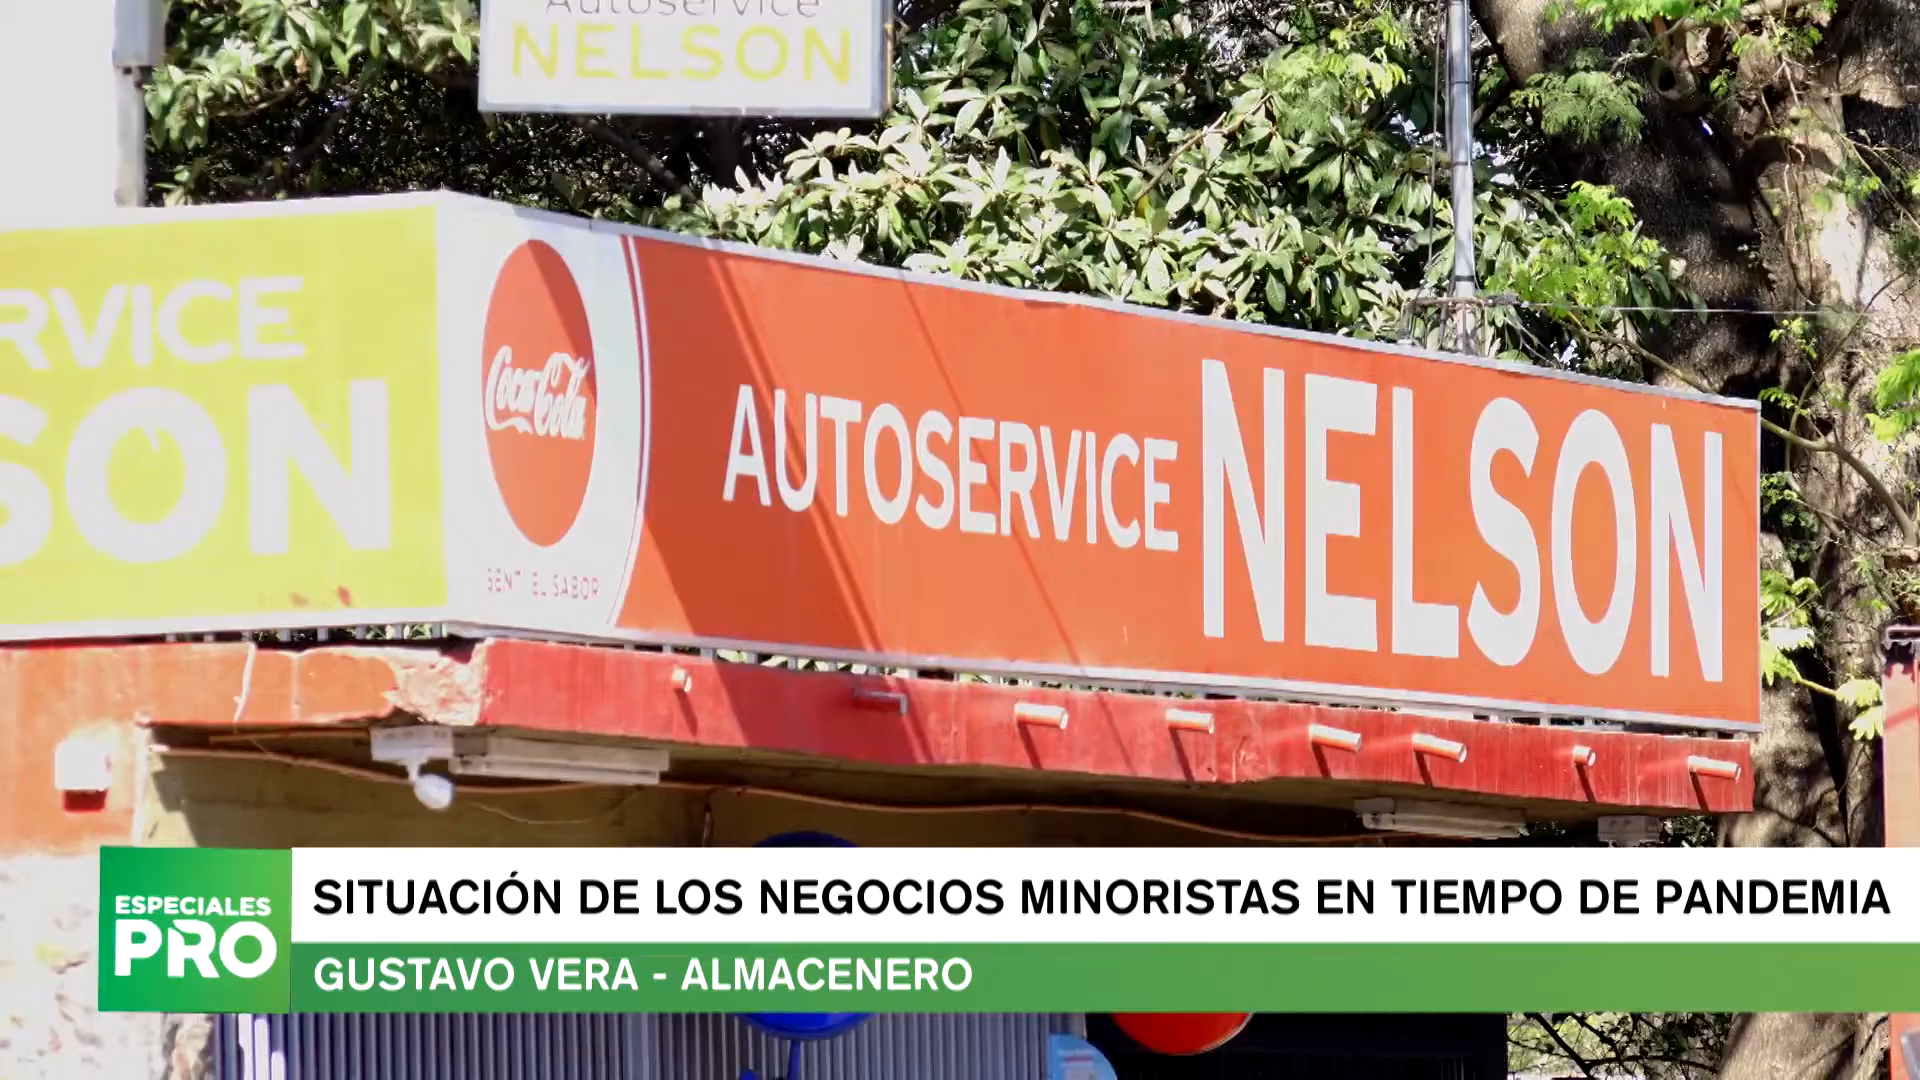 Autoservice
NELSON
RVICE
SON
Coca-Cola
SENTÍ EL SABOR
AUTOSERVICE NELSON
ESPECIALES
PRO
SITUACIÓN DE LOS NEGOCIOS MINORISTAS EN TIEMPO DE PANDEMIA
GUSTAVO VERA - ALMACENERO